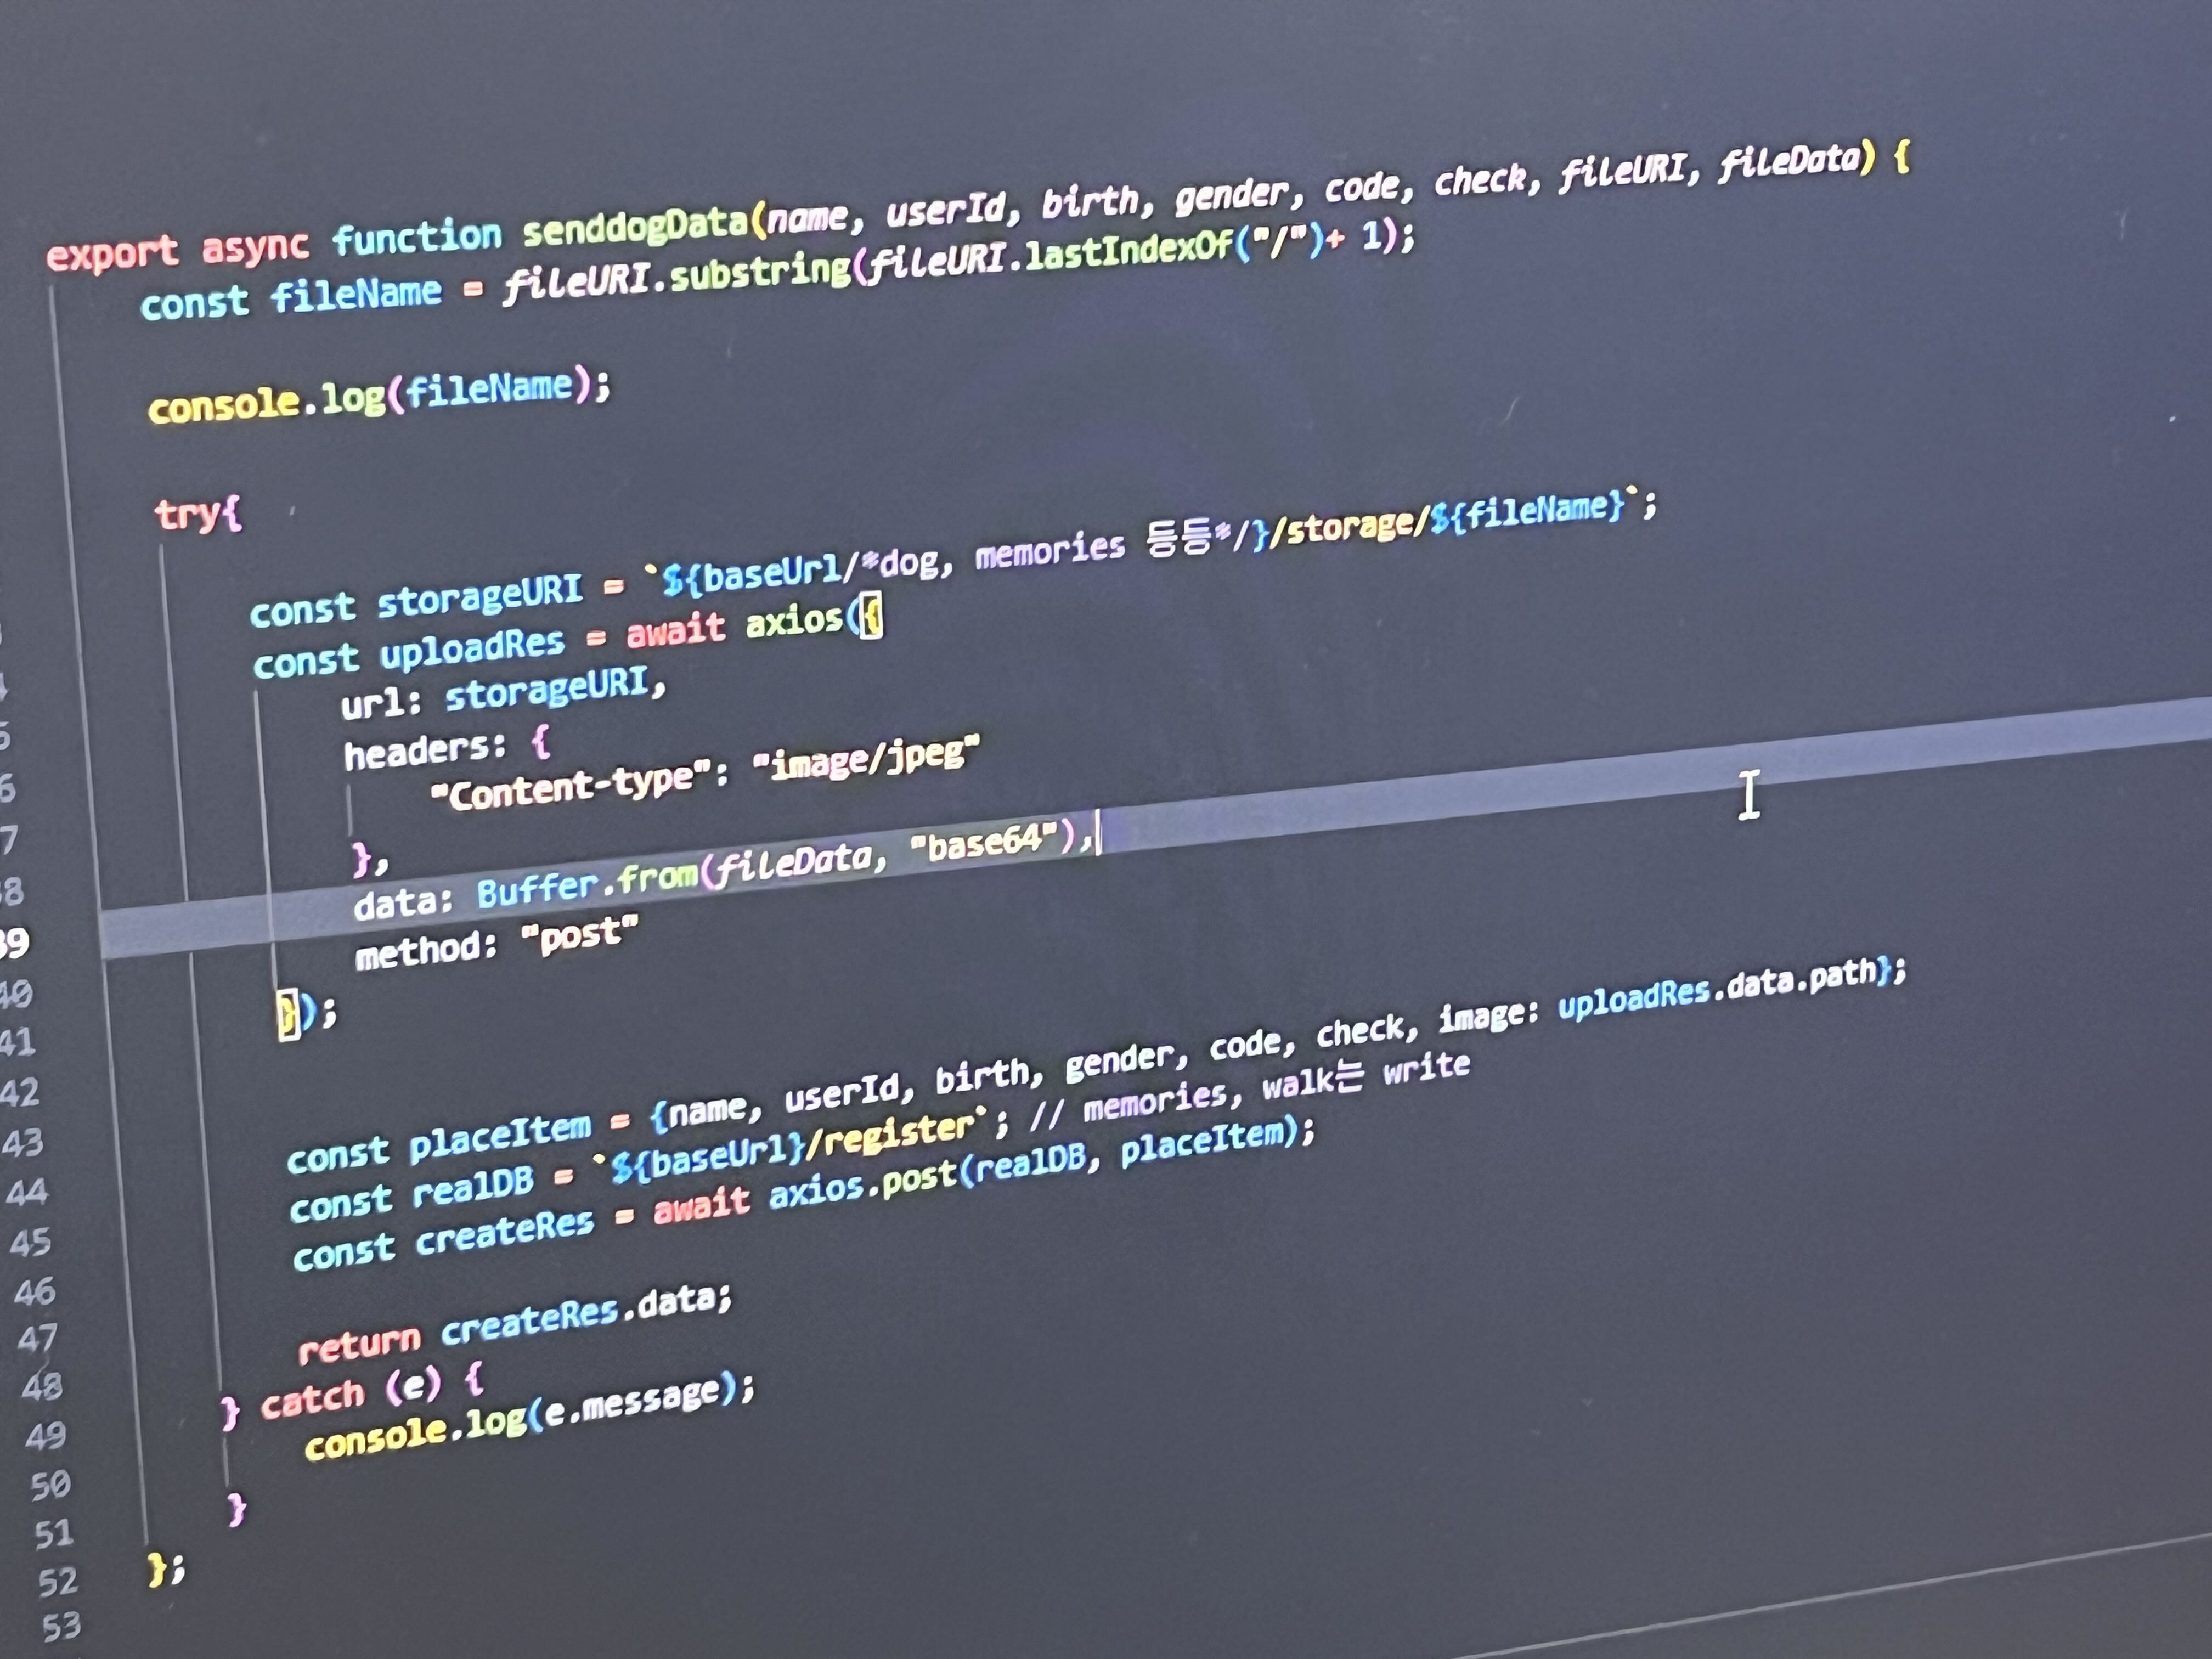 export async function senddogData(name, userId, birth, gender, code, check, fileURI, fileData) {
const fileName = fileURI.substring(fileURI.lastIndexOf("/")+ 1);
console.log(fileName);
try{
const storageURI = `${baseUrl/*dog, memories 등등*/}/storage/${fileName}`;
const uploadRes = await axios({
url: storageURI,
headers: {
"Content-type": "image/jpeg"
},
data: Buffer.from(fileData, "base64"),
method: "post"
});
const placeItem = {name, userId, birth, gender, code, check, image: uploadRes.data.path};
const realDB = `${baseUrl}/register`; // memories, walk는 write
const createRes = await axios.post(realDB, placeItem);
return createRes.data;
} catch (e) {
console.log(e.message);
}
};
6
7
38
39
40
41
42
43
44
45
46
47
48
49
50
51
52
53